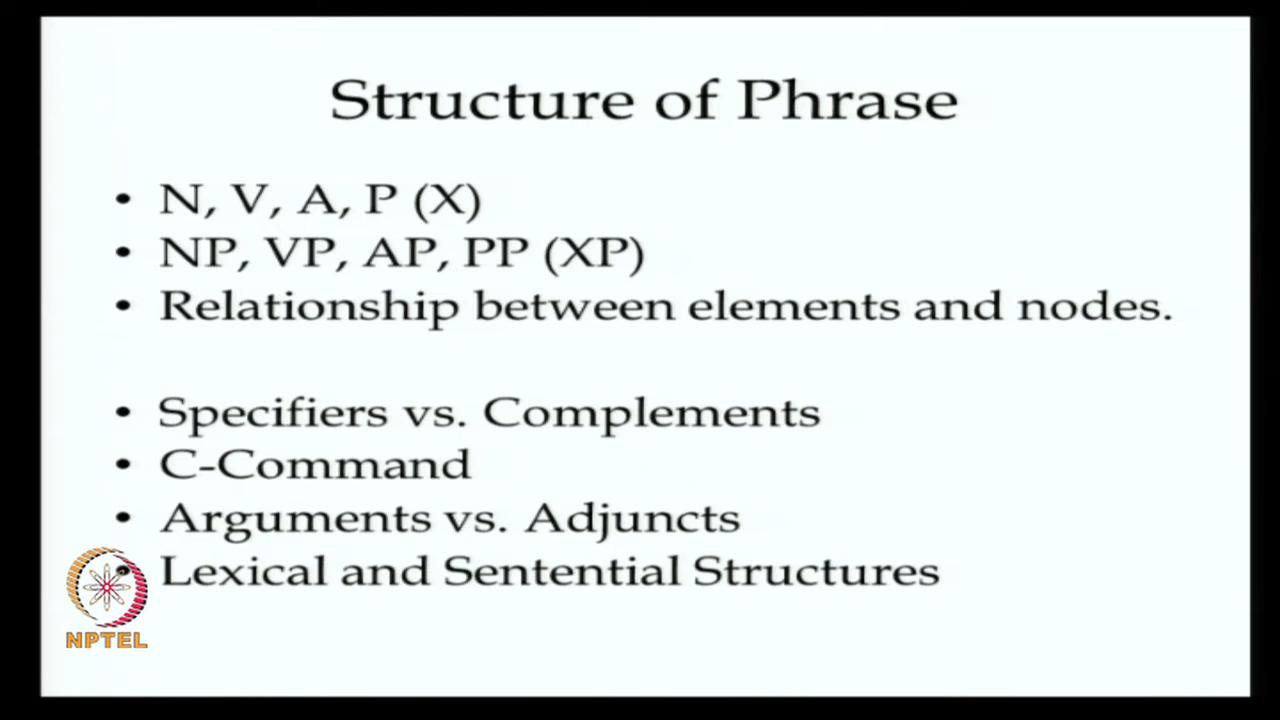 Structure of Phrase
• N, V, A, P (X)
• NP, VP, AP, PP (XP)
• Relationship between elements and nodes.
• Specifiers vs. Complements
• C-Command
• Arguments vs. Adjuncts
• Lexical and Sentential Structures
NPTEL